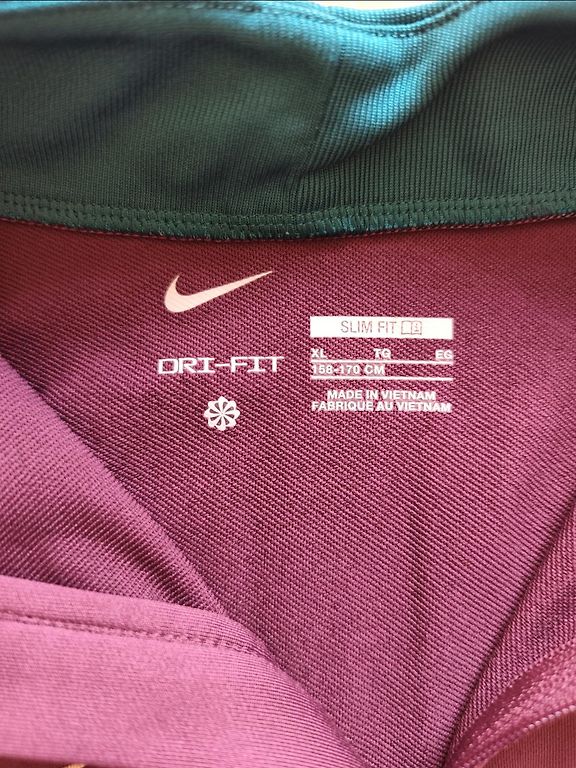 DRI-FIT
SLIM FIT
XL TG EG
158-170 CM
MADE IN VIETNAM
FABRIQUE AU VIETNAM